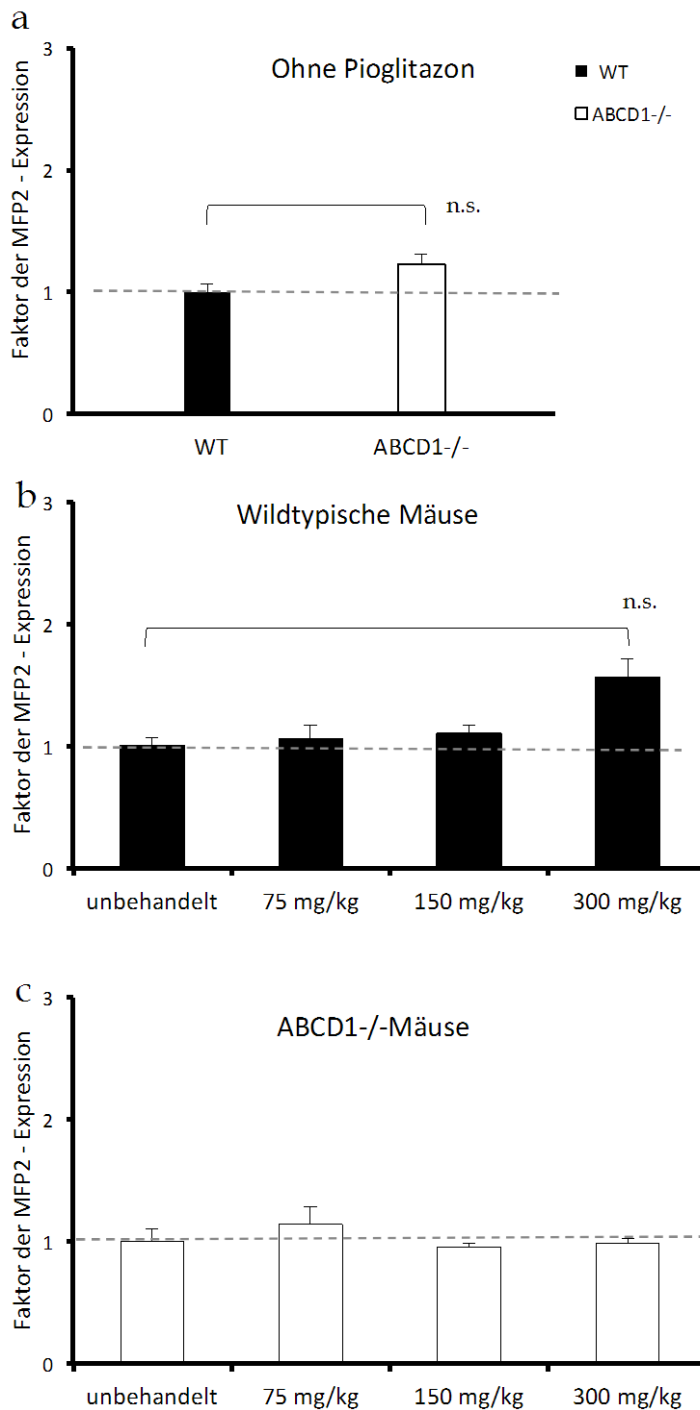 a
Faktor der MFP2 - Expression
3
2
1
0
Ohne Pioglitazon
WT
ABCD1-/-
n.s.
WT
ABCD1-/-
b
Faktor der MFP2 - Expression
3
2
1
0
Wildtypische Mäuse
n.s.
unbehandelt
75 mg/kg
150 mg/kg
300 mg/kg
c
Faktor der MFP2 - Expression
3
2
1
0
ABCD1-/-Mäuse
unbehandelt
75 mg/kg
150 mg/kg
300 mg/kg